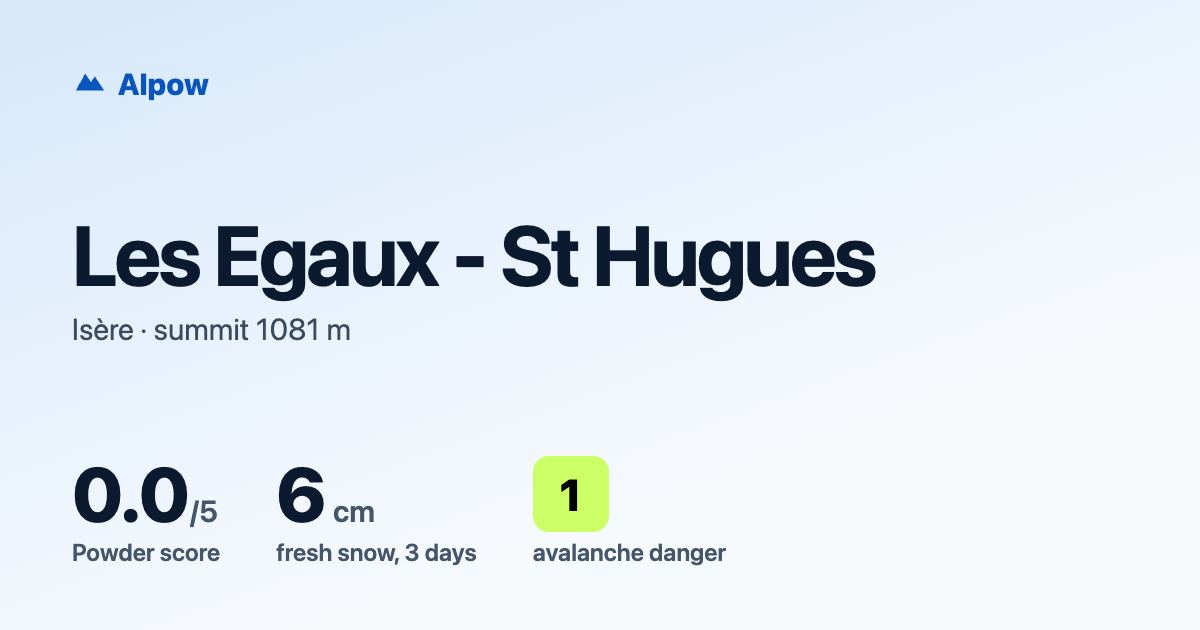 Alpow
Les Egaux - St Hugues
Isère · summit 1081 m
0.0/5 6 cm 1
Powder score fresh snow, 3 days avalanche danger